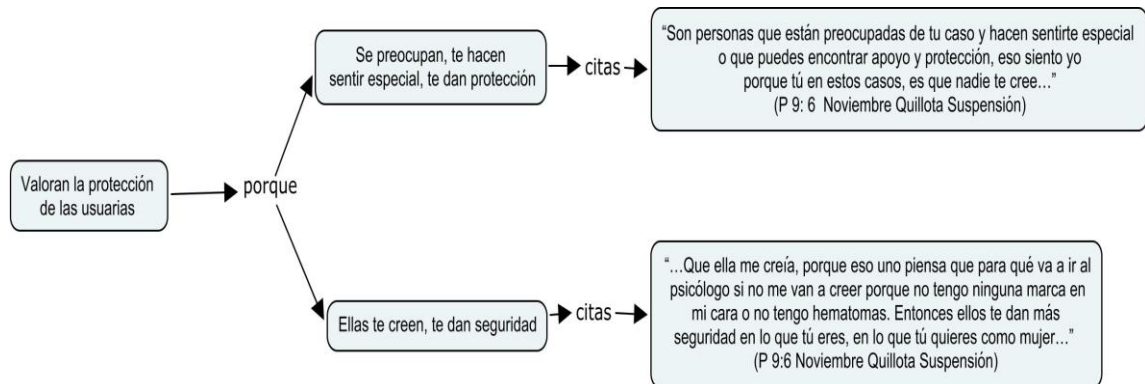 Valoran la protección
de las usuarias
porque
Se preocupan, te hacen
sentir especial, te dan protección
citas
“Son personas que están preocupadas de tu caso y hacen sentirte especial
o que puedes encontrar apoyo y protección, eso siento yo
porque tú en estos casos, es que nadie te cree…”
(P 9: 6 Noviembre Quillota Suspensión)
Ellas te creen, te dan seguridad
citas
“…Que ella me creía, porque eso uno piensa que para qué va a ir al
psicólogo si no me van a creer porque no tengo ninguna marca en
mi cara o no tengo hematomas. Entonces ellos te dan más
seguridad en lo que tú eres, en lo que tú quieres como mujer…”
(P 9:6 Noviembre Quillota Suspensión)